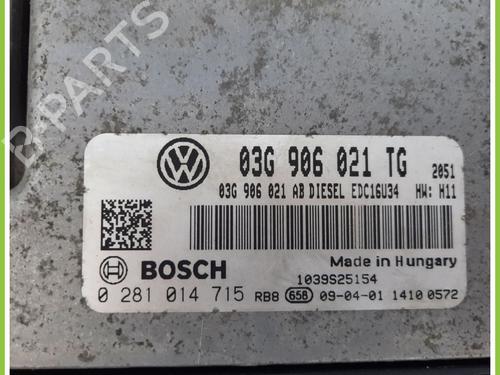 03G 906 021 TG 2051
03G 906 021 AB DIESEL EDC16U34 HW: H11
Made in Hungary
BOSCH 1039S25154
0 281 014 715 RB8 658 09-04-01 1410 0572